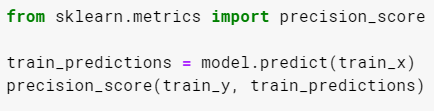 from sklearn.metrics import precision_score
train_predictions = model.predict(train_x)
precision_score(train_y, train_predictions)